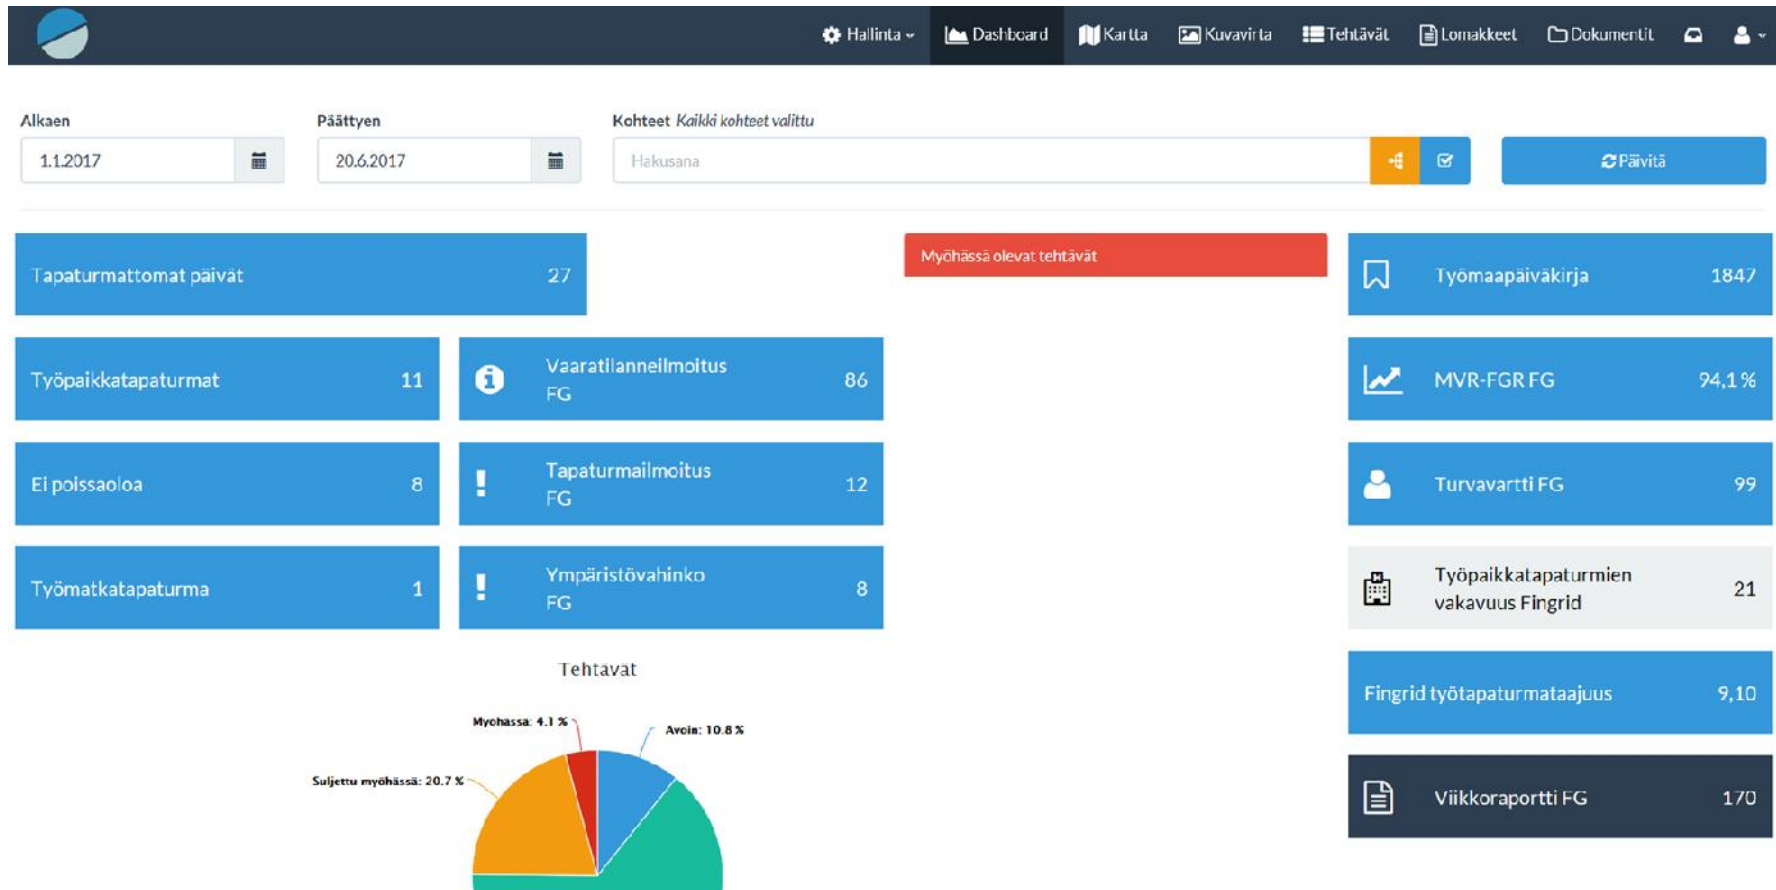 Hallinta
Dashboard
Kartta
Kuvavirta
Tehtävät
Lomakkeet
Dokumentit
Alkaen
Päättyen
Kohteet Kaikki kohteet valittu
1.1.2017
20.6.2017
Hakusana
Päivitä
Tapaturmattomat päivät 27
Myöhässä olevat tehtävät
Työmaapäiväkirja 1847
Työpaikkatapaturmat 11
Vaaratilanneilmoitus
FG
86
MVR-FGR FG 94,1 %
Ei poissaoloa 8
Tapaturmailmoitus
FG
12
Turvavartti FG 99
Työmatkatapaturma 1
Ympäristövahinko
FG
8
Työpaikkatapaturmien
vakavuus Fingrid
21
Fingrid työtapaturmataajuus 9,10
Viikkoraportti FG 170
Tehtävät
Myöhässä: 4.1 %
Avoin: 10.8 %
Suljettu myöhässä: 20.7 %